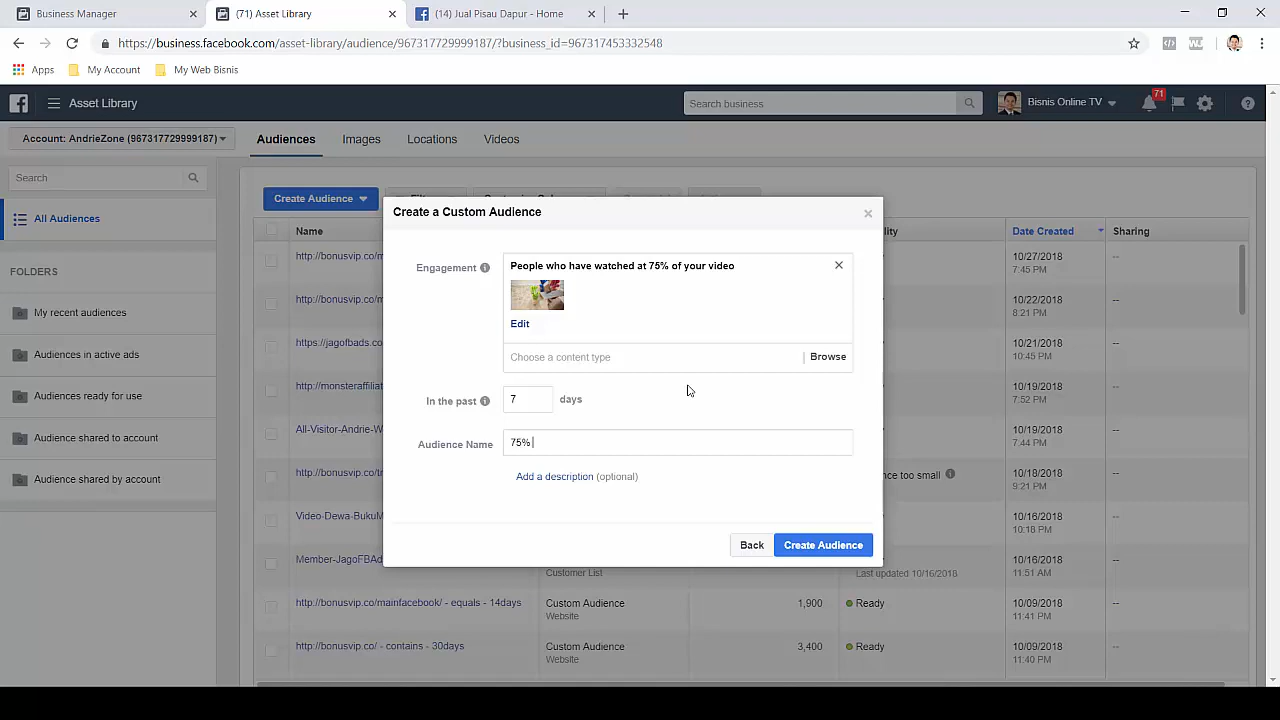 Business Manager
(71) Asset Library
(14) Jual Pisau Dapur - Home
https://business.facebook.com/asset-library/audience/967317729999187/?business_id=967317453332548
Apps
My Account
My Web Bisnis
Asset Library
Search business
Bisnis Online TV
71
Account: AndrieZone (967317729999187)
Audiences
Images
Locations
Videos
Search
Create Audience
All Audiences
Create a Custom Audience
Name
Date Created
Sharing
http://bonusvip.co/m
10/27/2018
7:45 PM
--
FOLDERS
Engagement
People who have watched at 75% of your video
Edit
http://bonusvip.co/m
10/22/2018
8:21 PM
--
My recent audiences
https://jagofbads.co
10/21/2018
10:45 PM
--
Audiences in active ads
Choose a content type
Browse
http://monsteraffilia
10/19/2018
7:52 PM
--
Audiences ready for use
In the past
7
days
All-Visitor-Andrie-W
10/19/2018
7:44 PM
--
Audience shared to account
Audience Name
75%
http://bonusvip.co/tr
nce too small
10/18/2018
9:21 PM
--
Audience shared by account
Add a description (optional)
Video-Dewa-BukuM
10/16/2018
10:18 PM
--
Back
Create Audience
Member-JagoFBAd
Customer List
Last updated 10/16/2018
10/16/2018
11:51 AM
--
http://bonusvip.co/mainfacebook/ - equals - 14days
Custom Audience
Website
1,900
Ready
10/09/2018
11:41 PM
--
http://bonusvip.co/ - contains - 30days
Custom Audience
Website
3,400
Ready
10/09/2018
11:40 PM
--